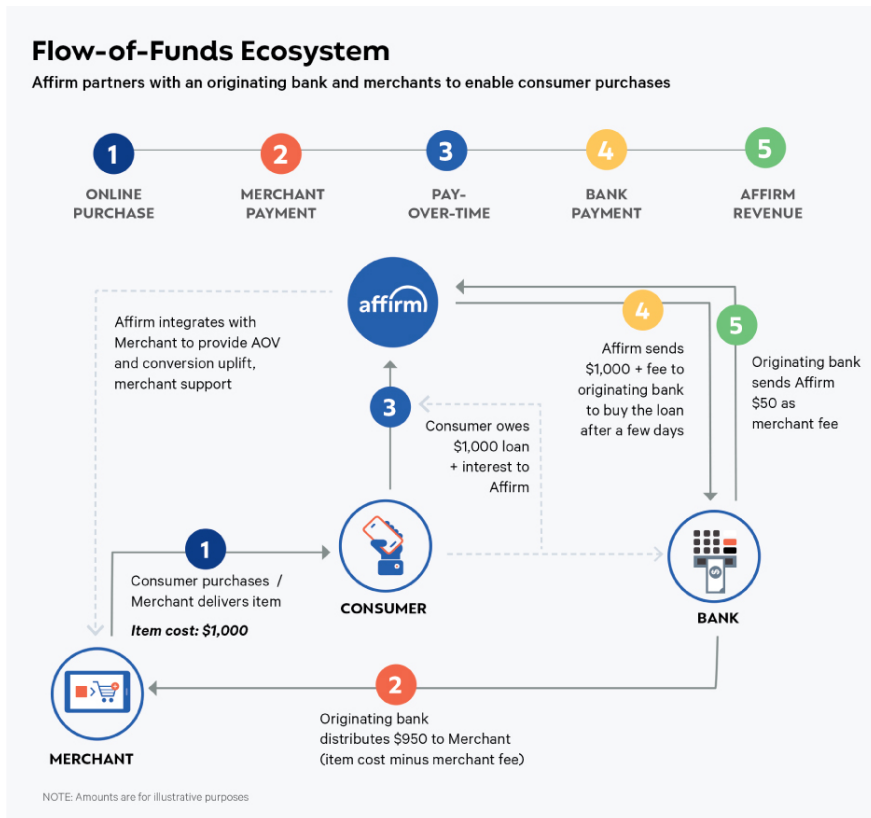 Flow-of-Funds Ecosystem
Affirm partners with an originating bank and merchants to enable consumer purchases
1
2
3
4
5
ONLINE
PURCHASE
MERCHANT
PAYMENT
PAY-
OVER-TIME
BANK
PAYMENT
AFFIRM
REVENUE
affirm
Affirm integrates with
Merchant to provide AOV
and conversion uplift,
merchant support
4
Affirm sends
$1,000 + fee to
originating bank
to buy the loan
after a few days
5
Originating bank
sends Affirm
$50 as
merchant fee
3
Consumer owes
$1,000 loan
+ interest to
Affirm
1
Consumer purchases /
Merchant delivers item
Item cost: $1,000
CONSUMER
$
BANK
MERCHANT
2
Originating bank
distributes $950 to Merchant
(item cost minus merchant fee)
NOTE: Amounts are for illustrative purposes